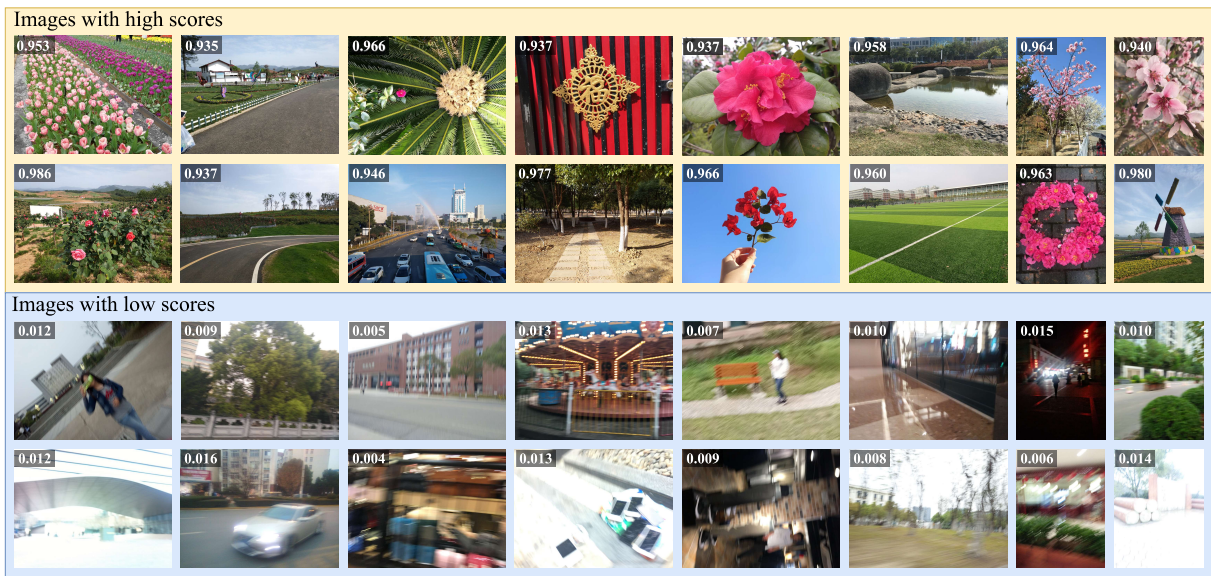 Images with high scores
0.953 0.935 0.966 0.937 0.937 0.958 0.964 0.940
福
0.986 0.937 0.946 0.977 0.966 0.960 0.963 0.980
Images with low scores
0.012 0.009 0.005 0.013 0.007 0.010 0.015 0.010
0.012 0.016 0.004 0.013 0.009 0.008 0.006 0.014